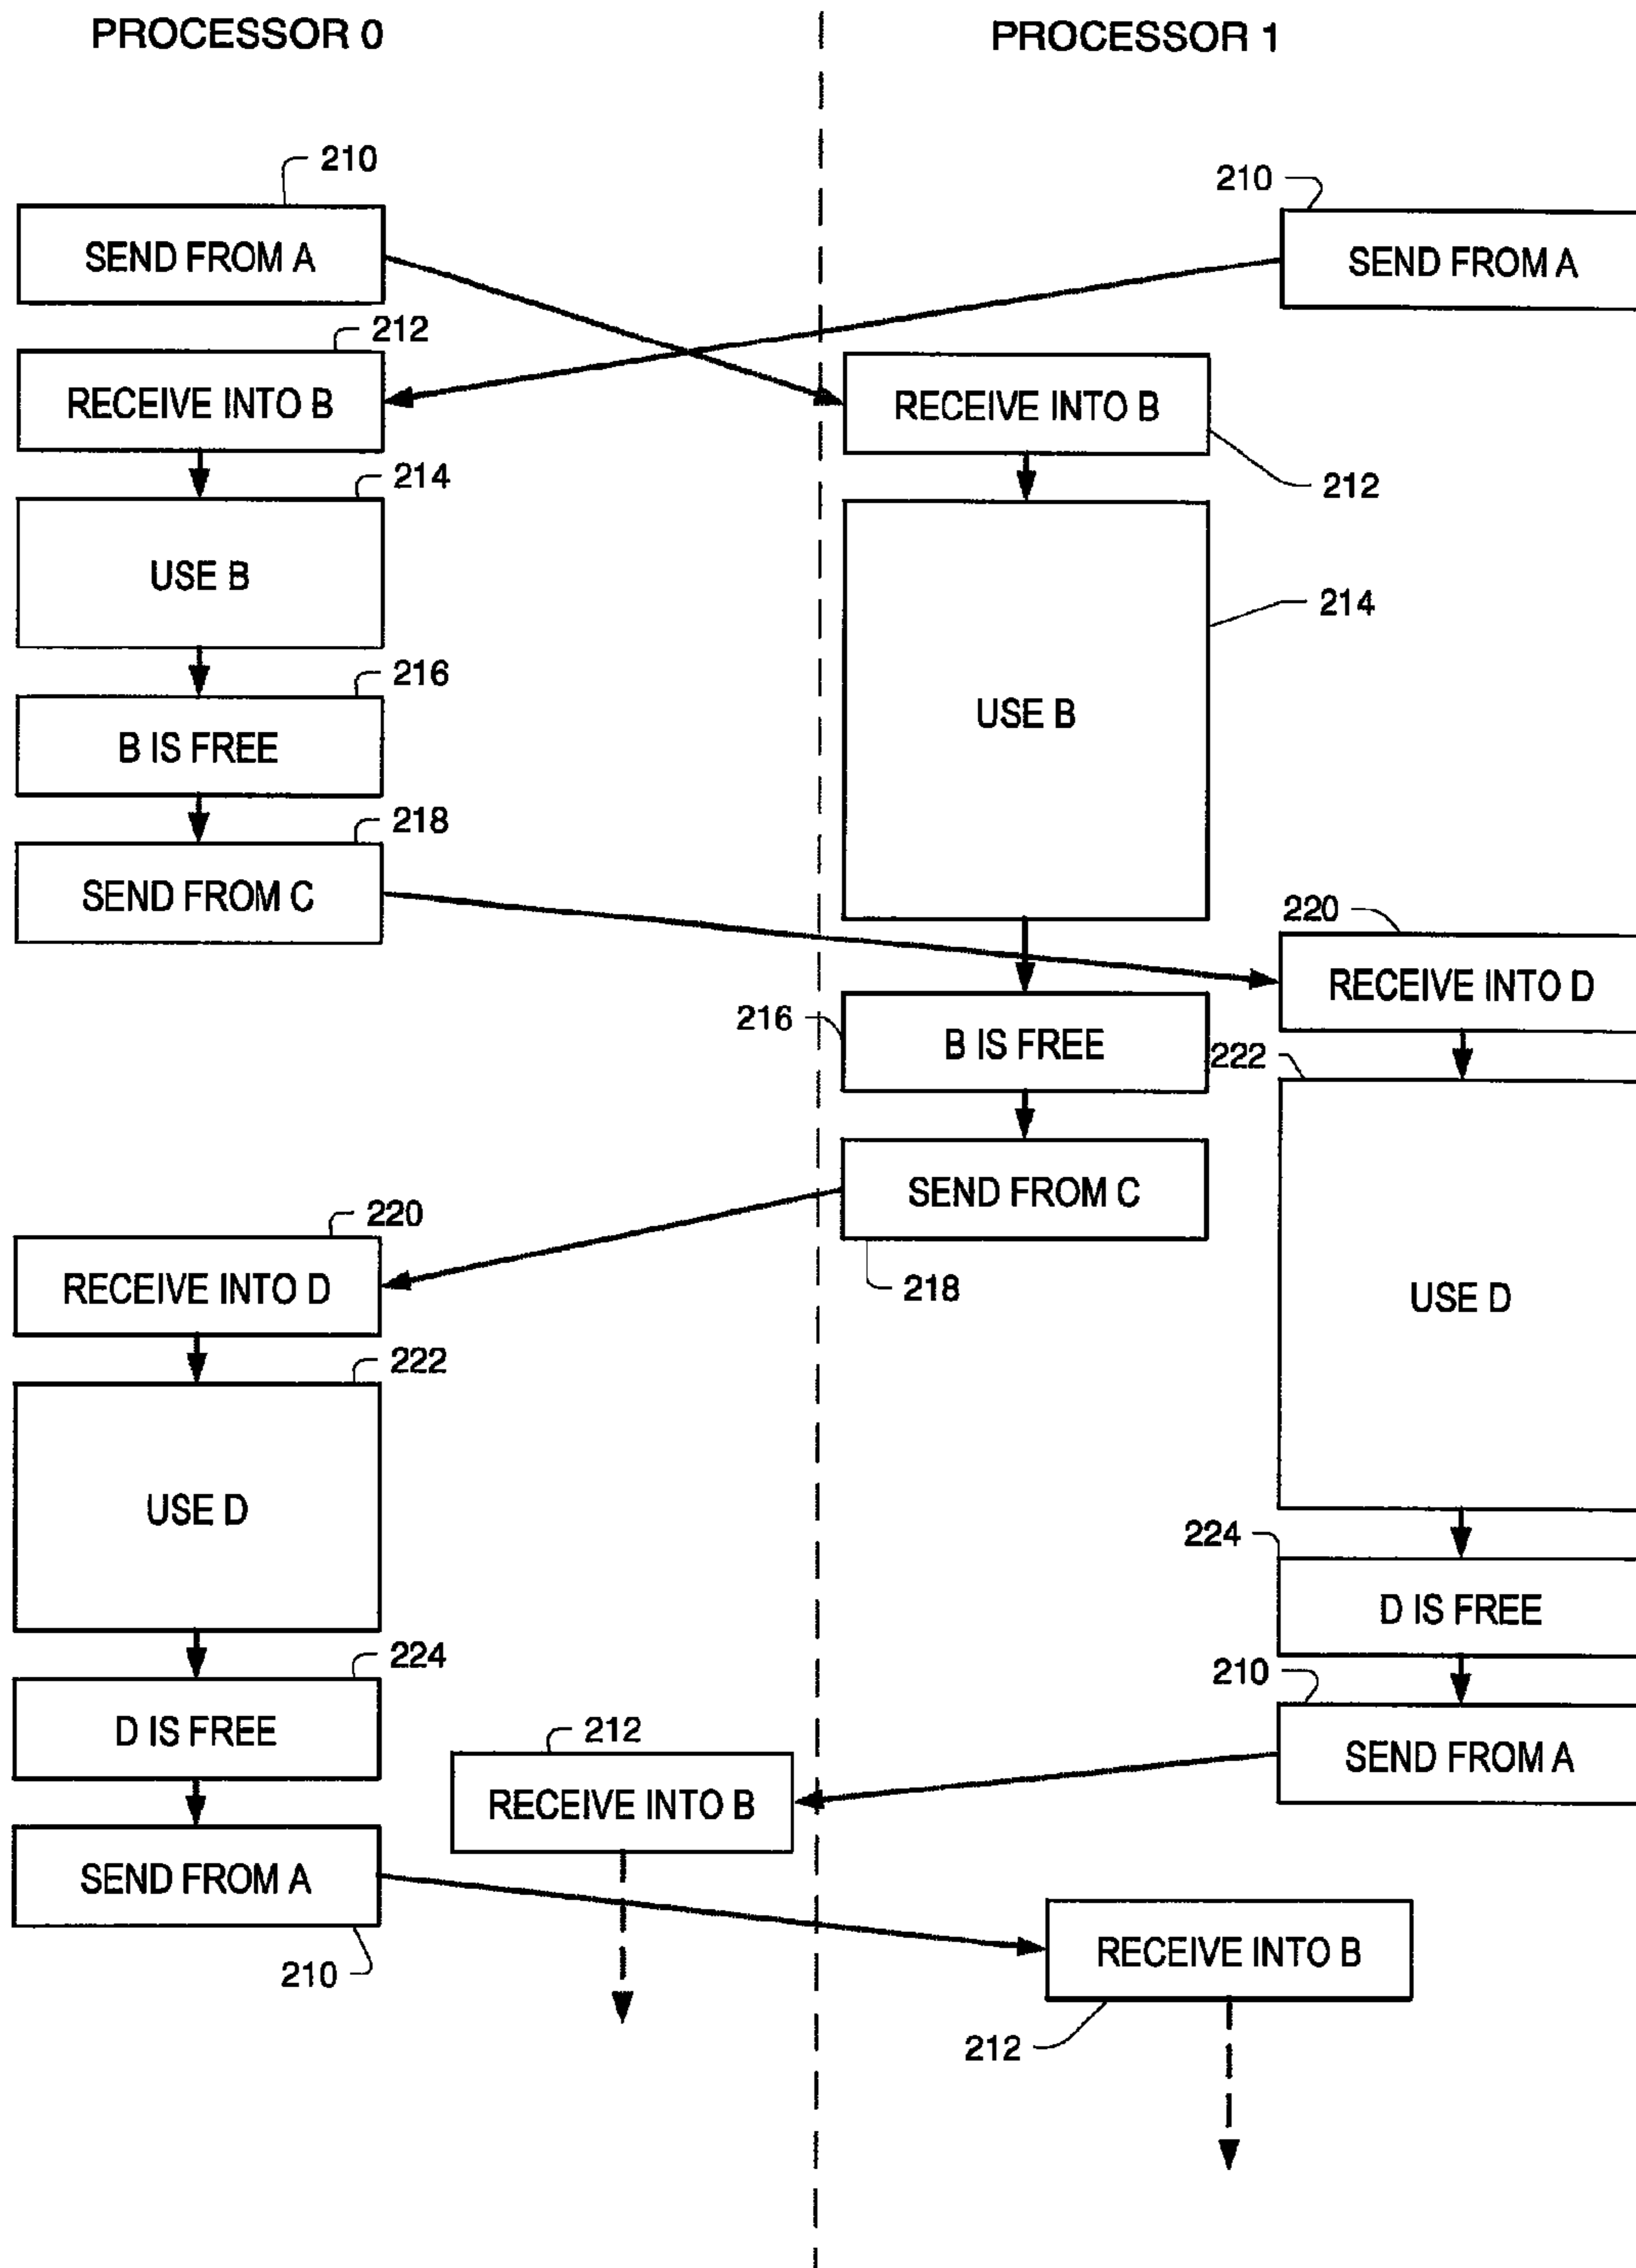 PROCESSOR 0
PROCESSOR 1
210
SEND FROM A
210
SEND FROM A
212
RECEIVE INTO B
RECEIVE INTO B
212
214
USE B
214
USE B
216
B IS FREE
218
SEND FROM C
220
RECEIVE INTO D
216
B IS FREE
222
USE D
SEND FROM C
218
220
RECEIVE INTO D
222
USE D
224
D IS FREE
224
D IS FREE
210
SEND FROM A
212
RECEIVE INTO B
SEND FROM A
210
RECEIVE INTO B
212